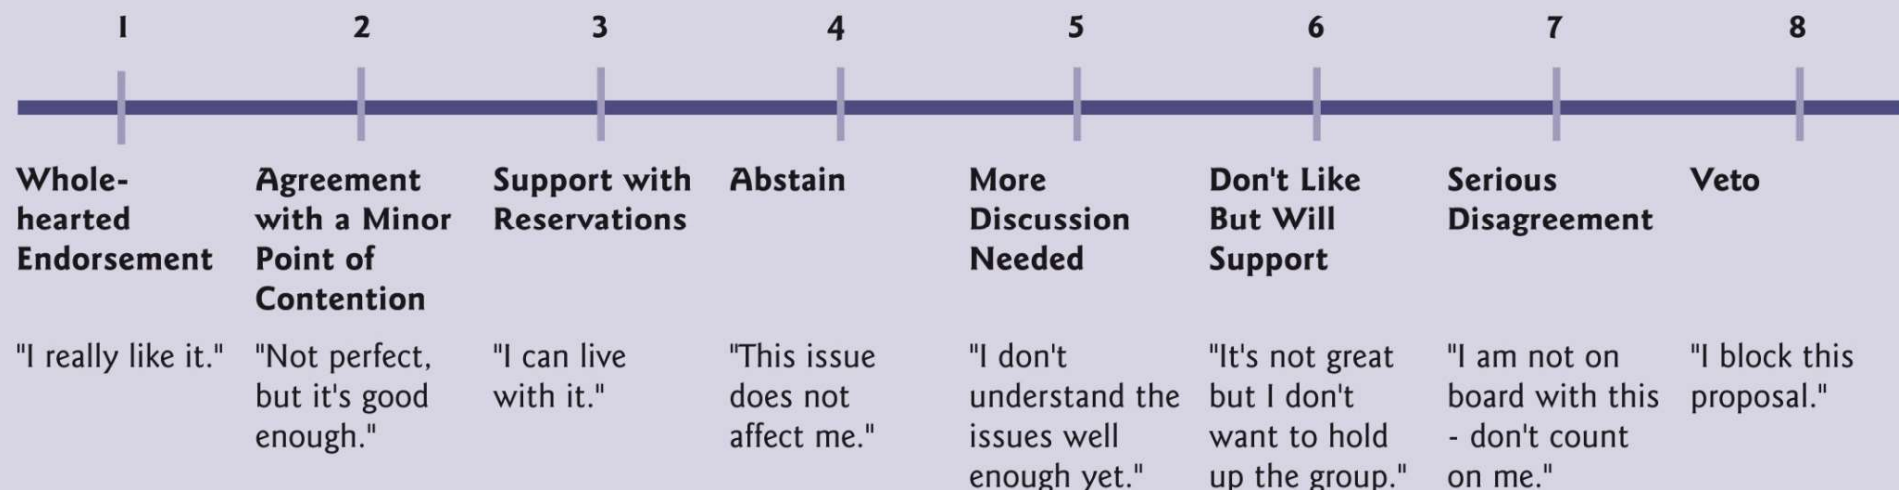 1 2 3 4 5 6 7 8
Whole-
hearted
Endorsement
"I really like it."
Agreement
with a Minor
Point of
Contention
"Not perfect,
but it's good
enough."
Support with
Reservations
"I can live
with it."
Abstain
"This issue
does not
affect me."
More
Discussion
Needed
"I don't
understand the
issues well
enough yet."
Don't Like
But Will
Support
"It's not great
but I don't
want to hold
up the group."
Serious
Disagreement
"I am not on
board with this
- don't count
on me."
Veto
"I block this
proposal."